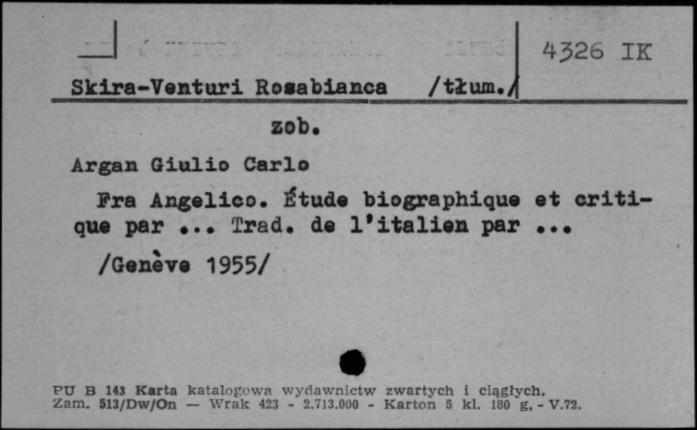 4326 IK
Skira-Venturi Rosabianca /tłum./
zob.
Argan Giulio Carlo
Fra Angelico. Étude biographique et criti-
que par ... Trad. de l'italien par ...
/Genève 1955/
PU B 143 Karta katalogowa wydawnictw zwartych i ciągłych.
Zam. 513/Dw/On — Wrak 423 - 2.713.000 - Karton 5 kl. 180 g. - V.72.